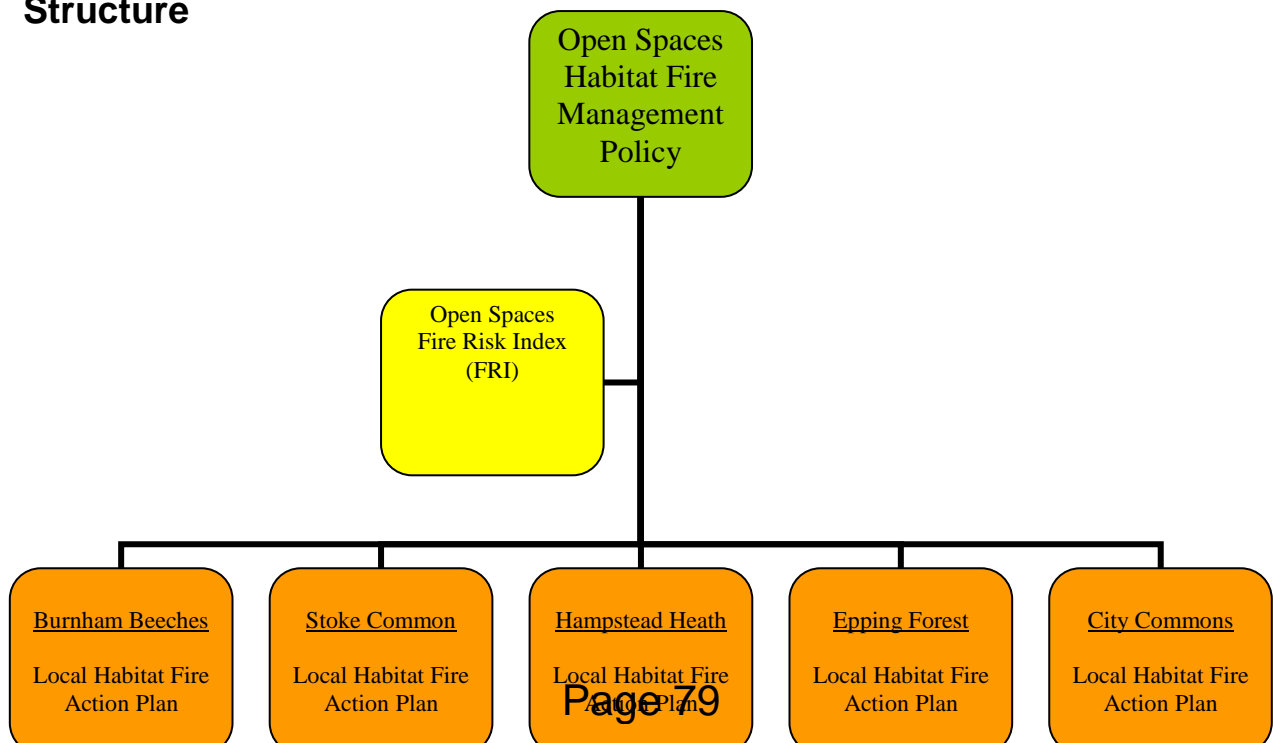 Structure
Open Spaces
Habitat Fire
Management
Policy
Open Spaces
Fire Risk Index
(FRI)
Burnham Beeches
Local Habitat Fire
Action Plan
Stoke Common
Local Habitat Fire
Action Plan
Hampstead Heath
Local Habitat Fire
Action Plan
Page 79
Epping Forest
Local Habitat Fire
Action Plan
City Commons
Local Habitat Fire
Action Plan